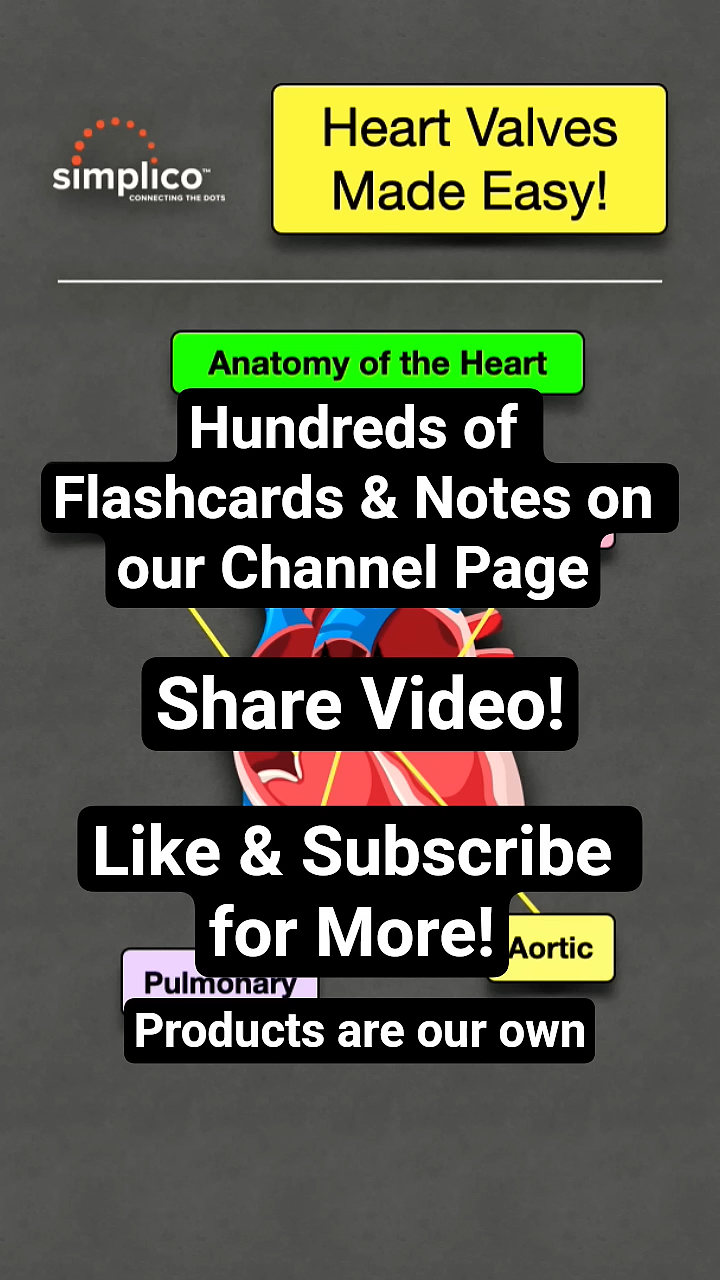 simplico™
CONNECTING THE DOTS
Heart Valves
Made Easy!
Anatomy of the Heart
Hundreds of
Flashcards & Notes on
our Channel Page
Share Video!
Like & Subscribe
for More!
Aortic
Pulmonary
Products are our own